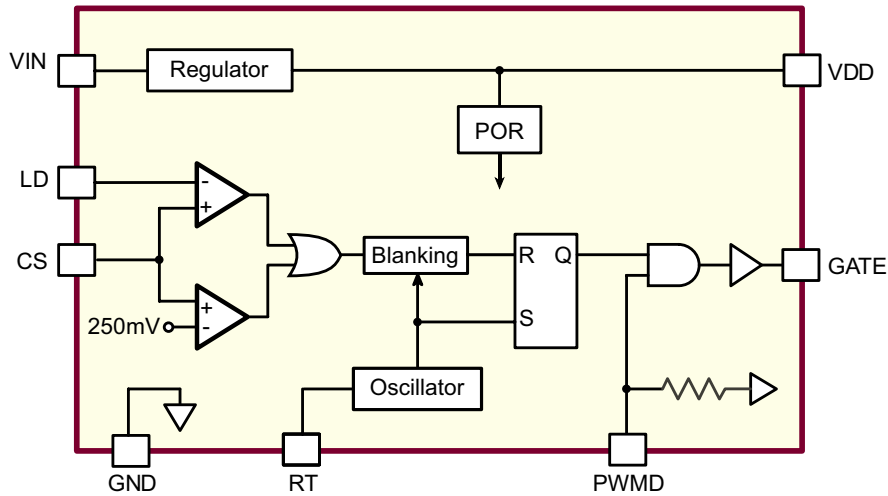 VIN
Regulator
VDD
POR
LD
-
+
CS
Blanking
R
Q
GATE
+
250mV
-
S
Oscillator
GND
RT
PWMD